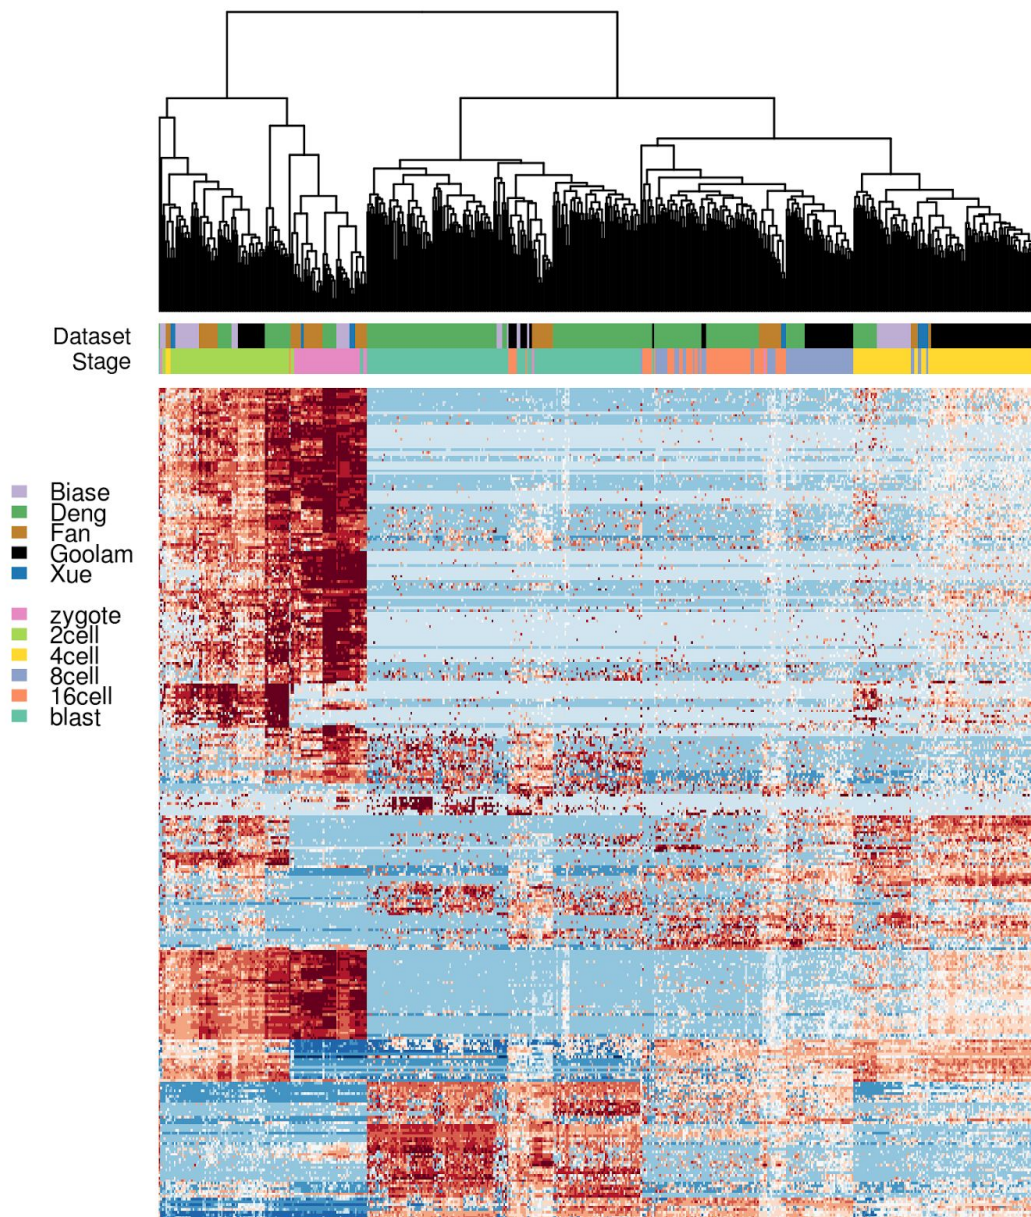 Dataset
Stage
Biase
Deng
Fan
Goolam
Xue
zygote
2cell
4cell
8cell
16cell
blast